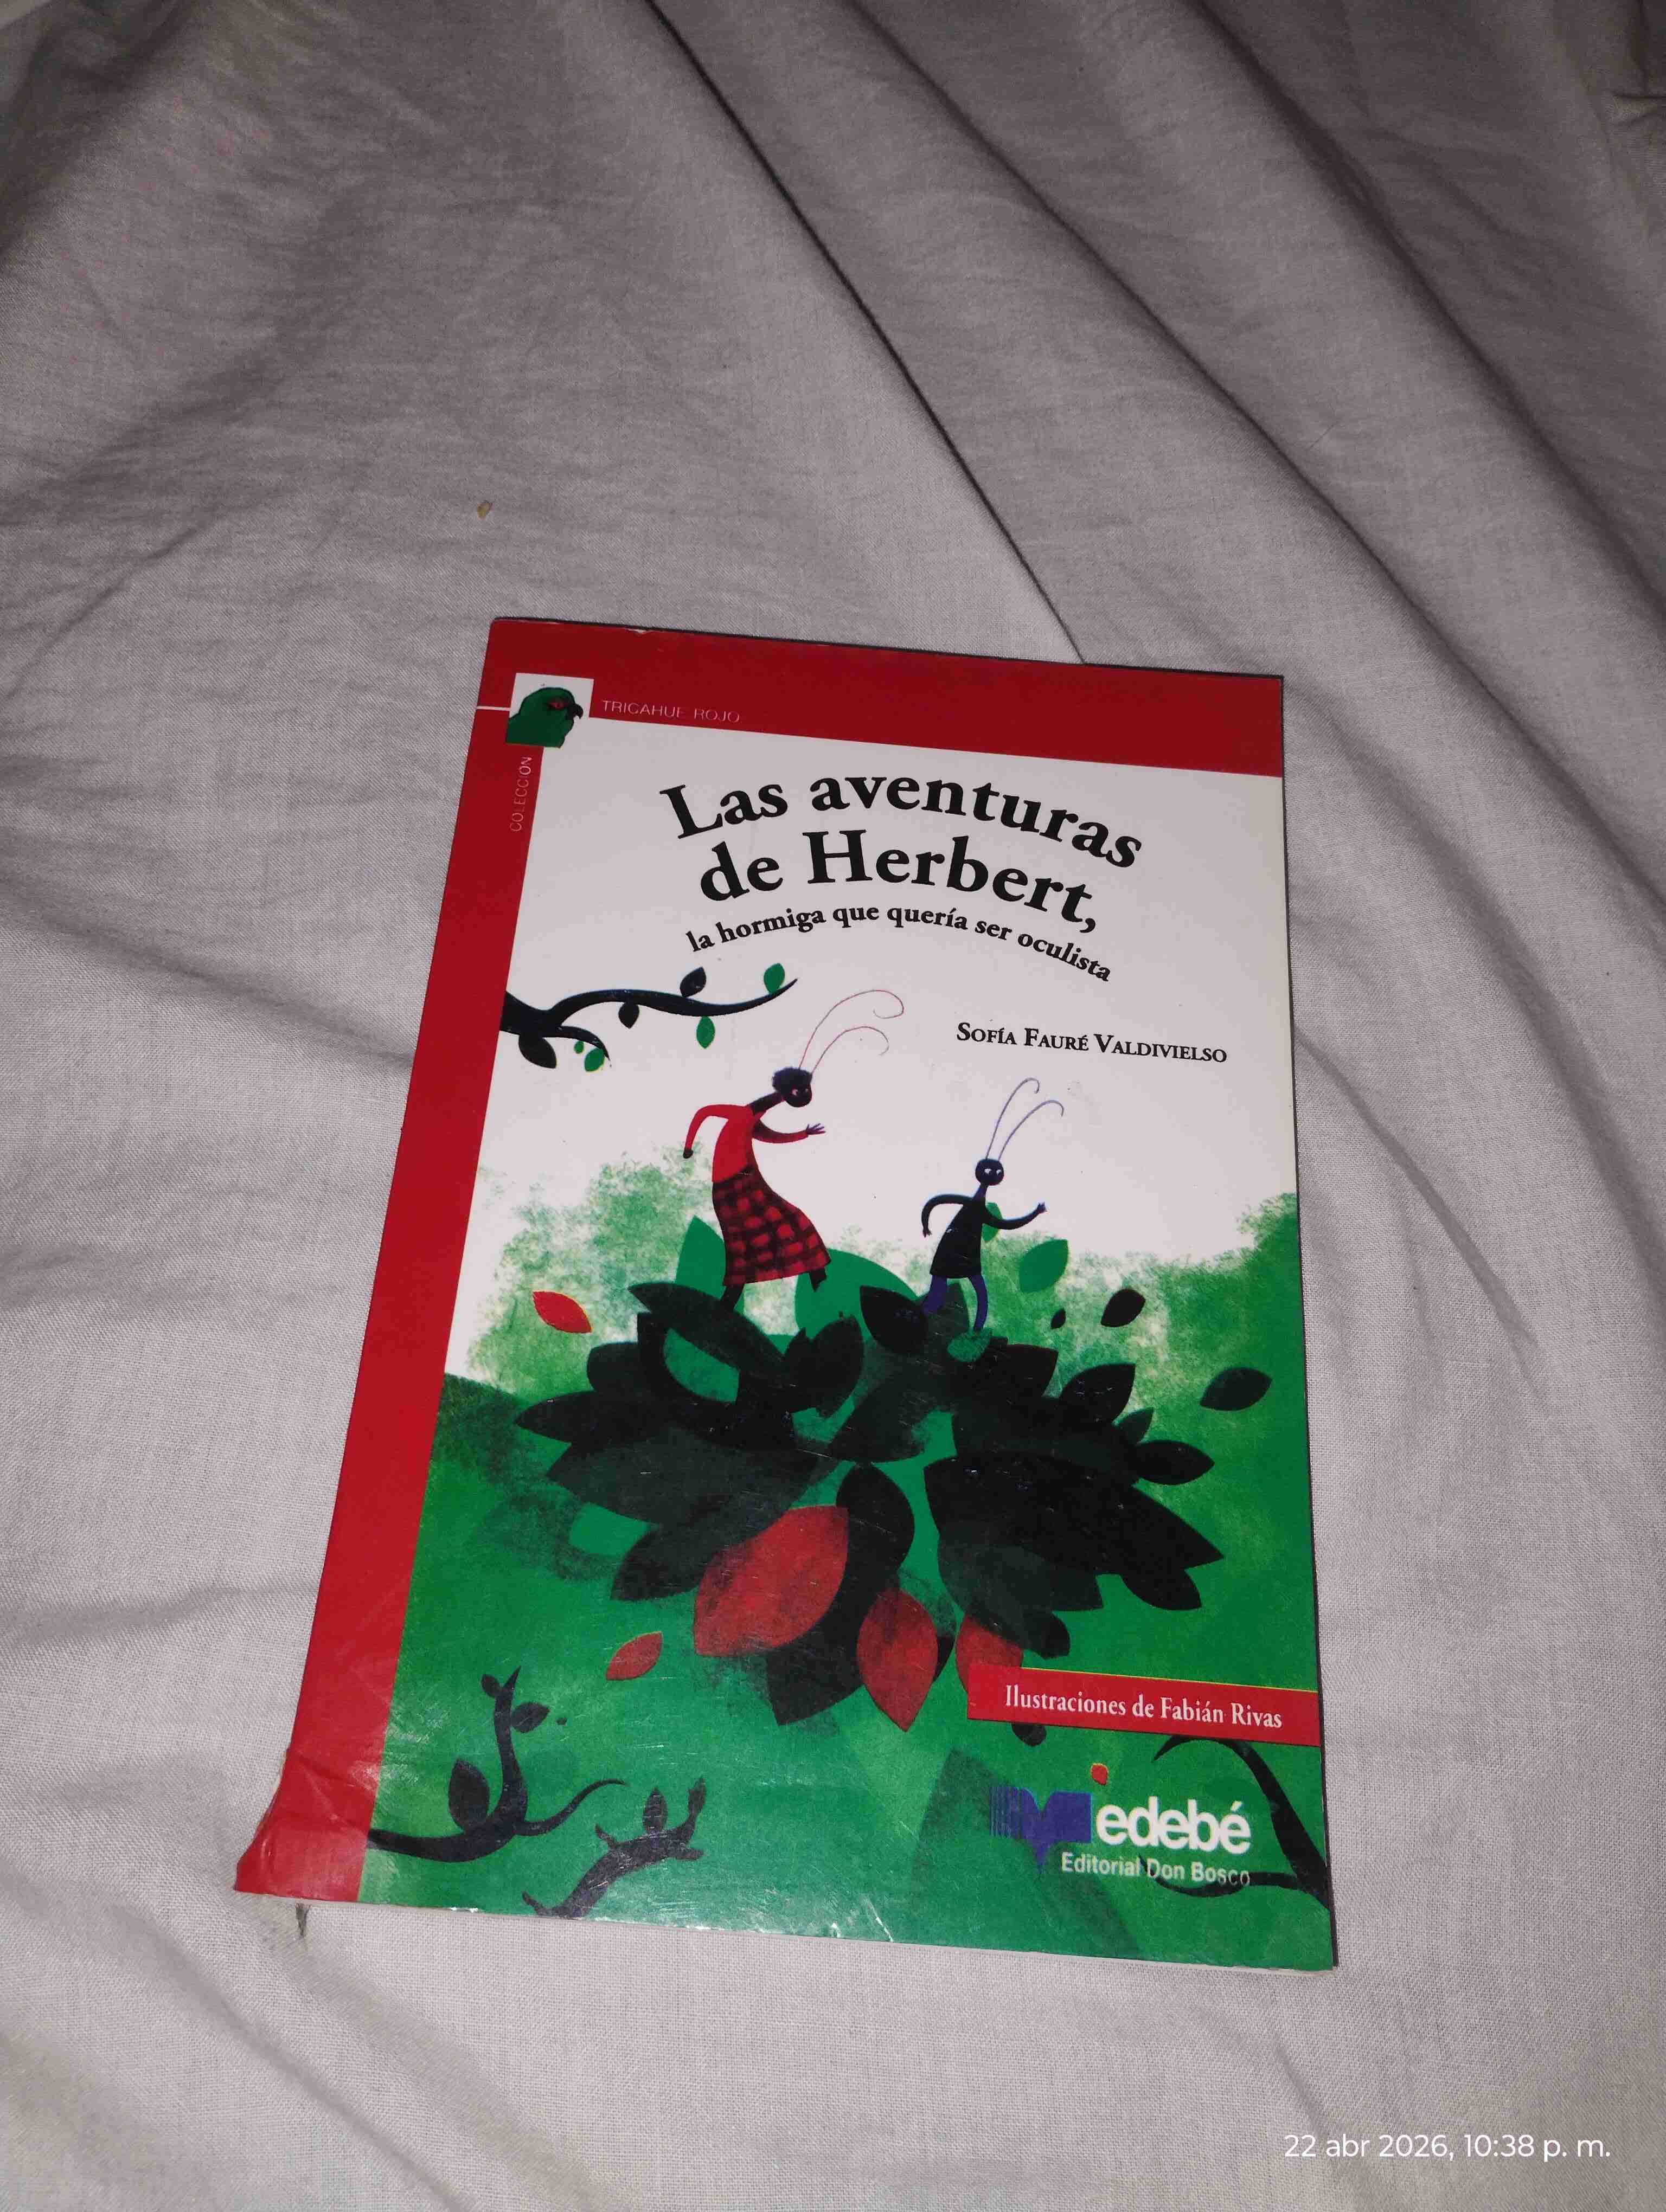 TRICAHUE ROJO
COLECCIÓN
Las aventuras
de Herbert,
la hormiga que quería ser oculista
SOFÍA FAURÉ VALDIVIELSO
Ilustraciones de Fabián Rivas
edebé
Editorial Don Bosco
22 abr 2026, 10:38 p. m.